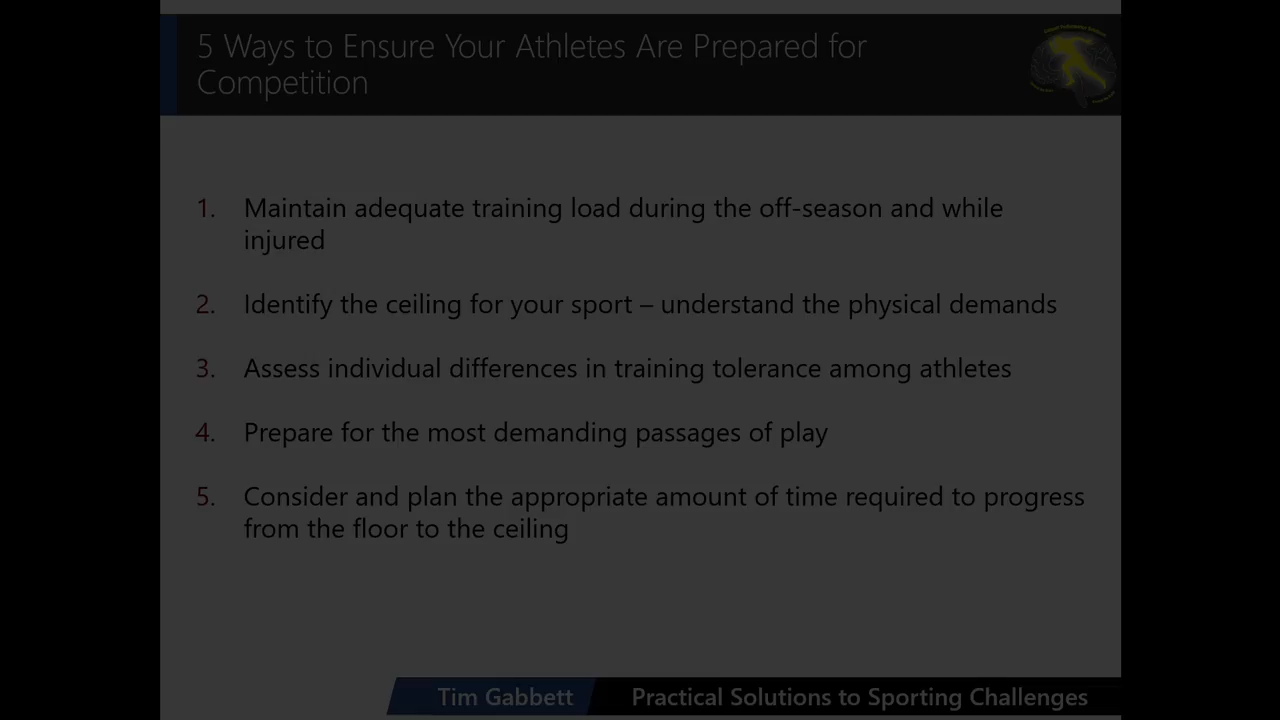 5 Ways to Ensure Your Athletes Are Prepared for
Competition
1. Maintain adequate training load during the off-season and while
injured
2. Identify the ceiling for your sport – understand the physical demands
3. Assess individual differences in training tolerance among athletes
4. Prepare for the most demanding passages of play
5. Consider and plan the appropriate amount of time required to progress
from the floor to the ceiling
Tim Gabbett Practical Solutions to Sporting Challenges